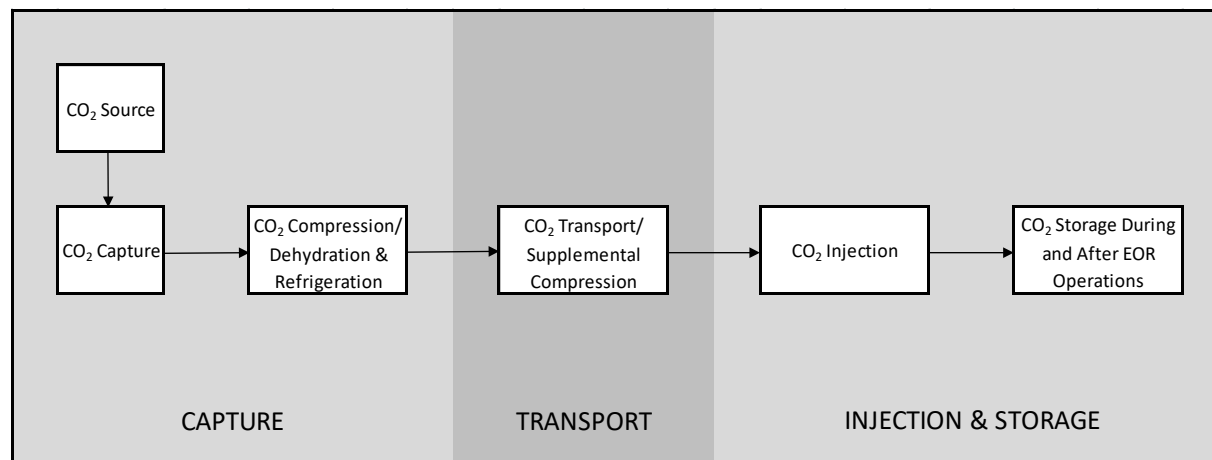 CO₂ Source
CO₂ Capture
CO₂ Compression/
Dehydration &
Refrigeration
CO₂ Transport/
Supplemental
Compression
CO₂ Injection
CO₂ Storage During
and After EOR
Operations
CAPTURE
TRANSPORT
INJECTION & STORAGE